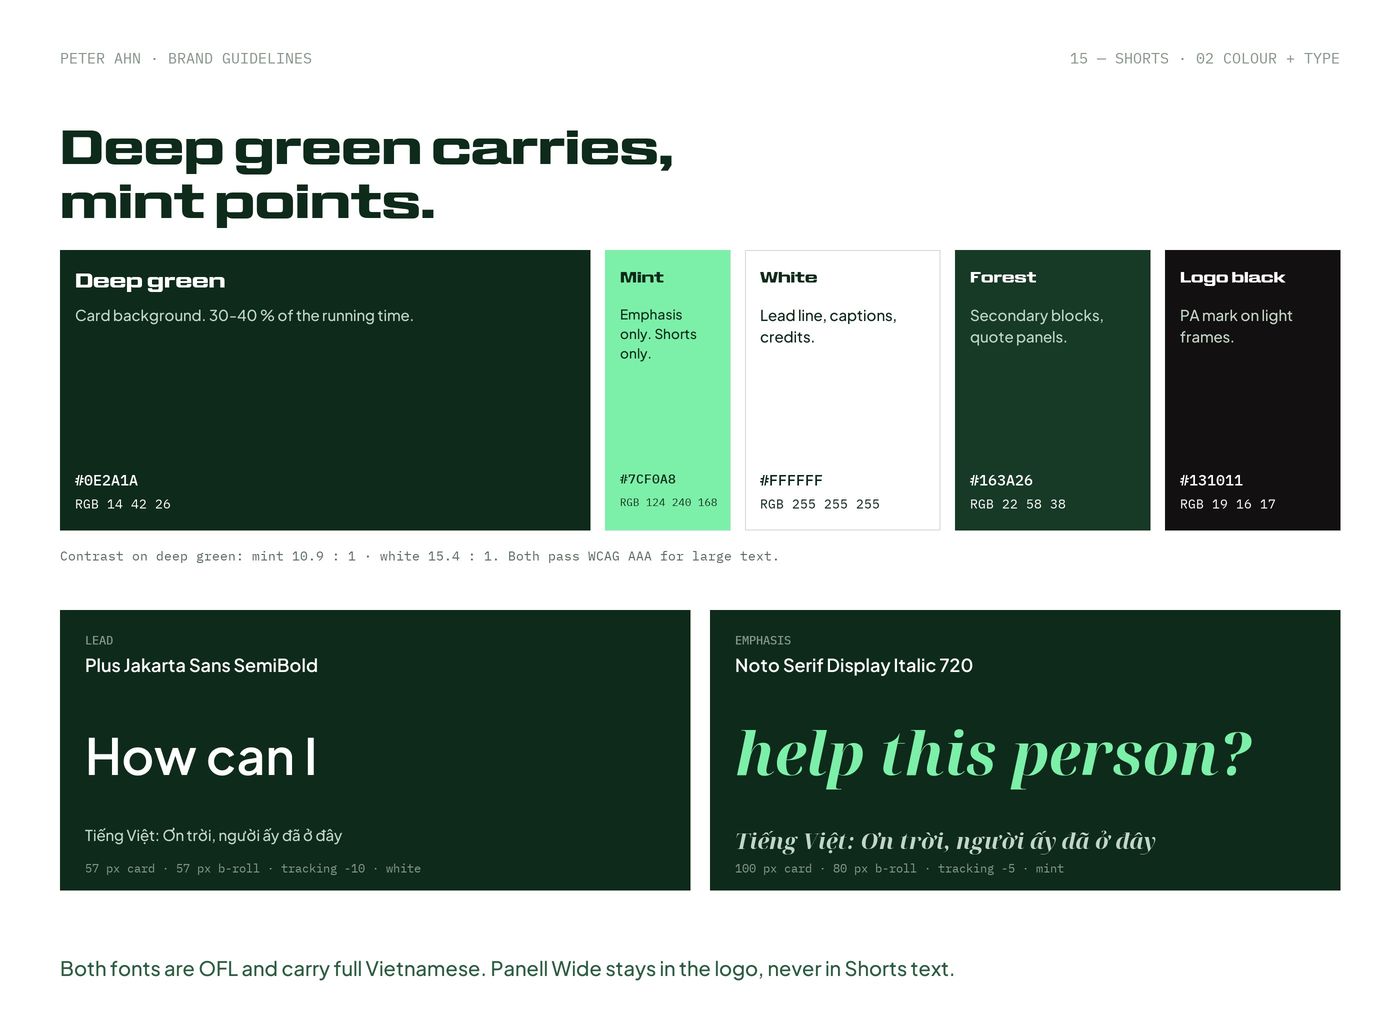 PETER AHN · BRAND GUIDELINES
15 — SHORTS · 02 COLOUR + TYPE
Deep green carries,
mint points.
Deep green
Card background. 30–40 % of the running time.
#0E2A1A
RGB 14 42 26
Mint
Emphasis
only. Shorts
only.
#7CF0A8
RGB 124 240 168
White
Lead line, captions,
credits.
#FFFFFF
RGB 255 255 255
Forest
Secondary blocks,
quote panels.
#163A26
RGB 22 58 38
Logo black
PA mark on light
frames.
#131011
RGB 19 16 17
Contrast on deep green: mint 10.9 : 1 · white 15.4 : 1. Both pass WCAG AAA for large text.
LEAD
Plus Jakarta Sans SemiBold
How can I
Tiếng Việt: Ơn trời, người ấy đã ở đây
57 px card · 57 px b-roll · tracking -10 · white
EMPHASIS
Noto Serif Display Italic 720
help this person?
Tiếng Việt: Ơn trời, người ấy đã ở đây
100 px card · 80 px b-roll · tracking -5 · mint
Both fonts are OFL and carry full Vietnamese. Panell Wide stays in the logo, never in Shorts text.